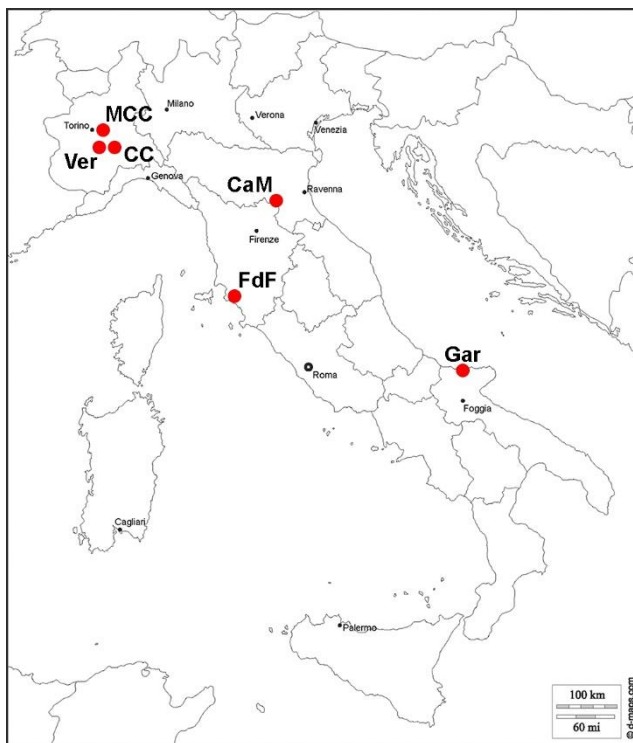 Milano
Verona
Venezia
MCC
Torino
Ver
CC
Genova
CaM
Ravenna
Firenze
FdF
Roma
Gar
Foggia
Cagliari
Palermo
100 km
60 mi
© d-maps.com